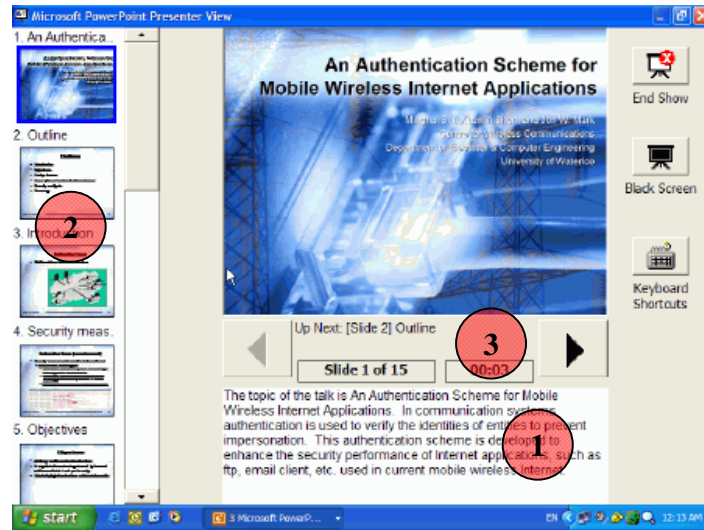 Microsoft PowerPoint Presenter View
1. An Authentica..
2. Outline
3. Introduction
4. Security meas.
5. Objectives
2
An Authentication Scheme for
Mobile Wireless Internet Applications
Centre for Wireless Communications
Department of Electrical & Computer Engineering
University of Waterloo
End Show
Black Screen
Keyboard
Shortcuts
Up Next: [Slide 2] Outline
Slide 1 of 15
00:03
3
The topic of the talk is An Authentication Scheme for Mobile
Wireless Internet Applications. In communication systems
authentication is used to verify the identities of entities to prevent
impersonation. This authentication scheme is developed to
enhance the security performance of Internet applications, such as
ftp, email client, etc. used in current mobile wireless Internet.
1
start
3 Microsoft PowerP...
EN
12:13 AM